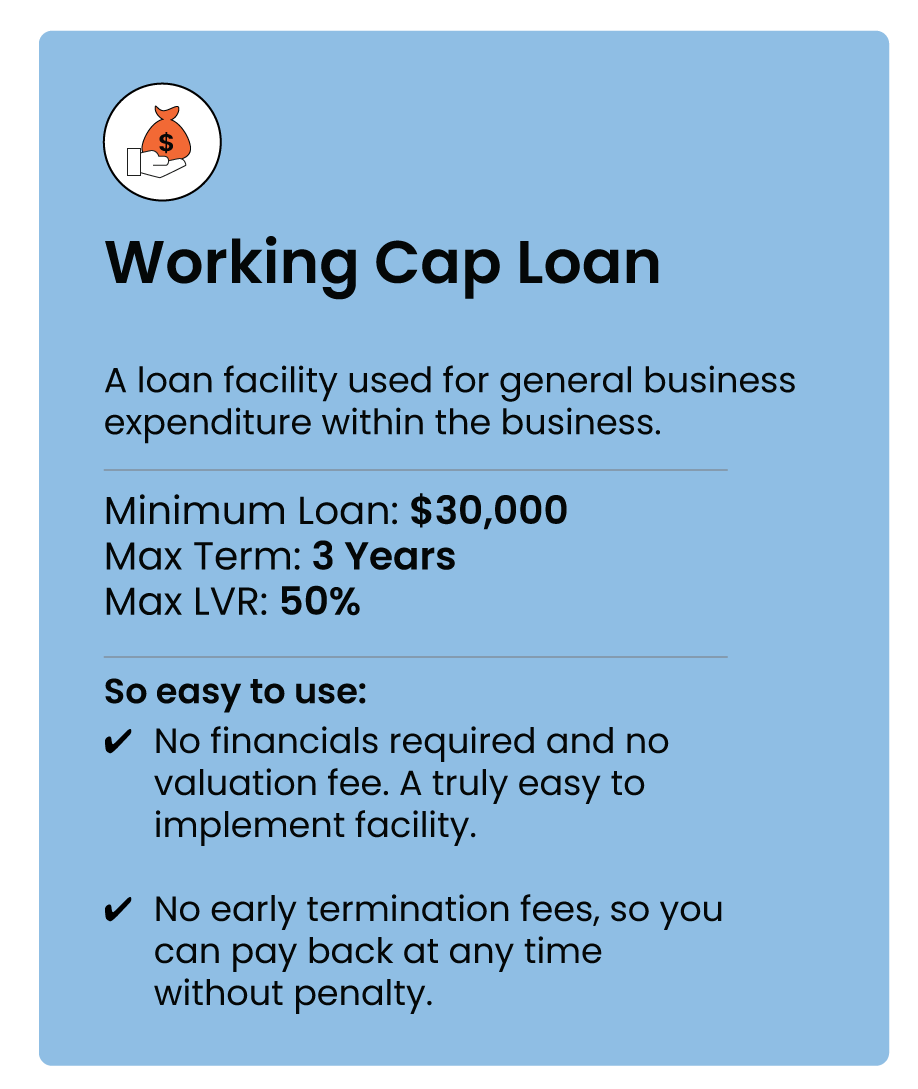 $
Working Cap Loan
A loan facility used for general business
expenditure within the business.
Minimum Loan: $30,000
Max Term: 3 Years
Max LVR: 50%
So easy to use:
✔ No financials required and no
valuation fee. A truly easy to
implement facility.
✔ No early termination fees, so you
can pay back at any time
without penalty.